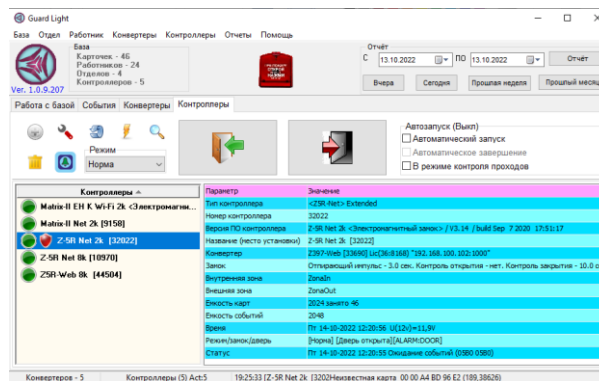 Guard Light
База Отдел Работник Конвертеры Контроллеры Отчеты Помощь
База
Карточек - 46
Работников - 24
Отделов - 4
Контроллеров - 5
Ver. 1.0.9.207
Отчёт
С 13.10.2022 ПО 13.10.2022 Отчёт
Вчера Сегодня Прошлая неделя Прошлый месяц
Работа с базой События Конвертеры Контроллеры
Режим
Норма
Автозапуск (Выкл)
Автоматический запуск
Автоматическое завершение
В режиме контроля проходов
Контроллеры
Matrix-II EH K Wi-Fi 2k <Электромагни...
Matrix-II Net 2k [9158]
Z-5R Net 2k [32022]
Z-5R Net 8k [10970]
Z5R-Web 8k [44504]
Параметр Значение
Тип контроллера <Z5R-Net> Extended
Номер контроллера 32022
Версия ПО контроллера Z-5R Net 2k <Электромагнитный занок> / V3.14 / build Sep 7 2020 17:51:17
Название (место установки) Z-5R Net 2k [32022]
Конвертер Z397-Web [33690] Lic(36:8168) "192.168.100.102:1000"
Занок Отпирающий импульс - 3.0 сек. Контроль открытия - нет. Контроль закрытия - 10.0 с
Внутренняя зона ZonaIn
Внешняя зона ZonaOut
Емкость карт 2024 занято 46
Емкость событий 2048
Время Пт 14-10-2022 12:20:56 U(12v)=11,9V
Режим/занок/дверь [Норма] [Дверь открыта][ALARM:DOOR]
Статус Пт 14-10-2022 12:20:55 Ожидание событий (05B0 05B0)
Конвертеров - 5 Контроллеры (5) Act:5 19:25:33 [Z-5R Net 2k [3202Неизвестная карта 00 00 A4 BD 96 E2 (189,38626)